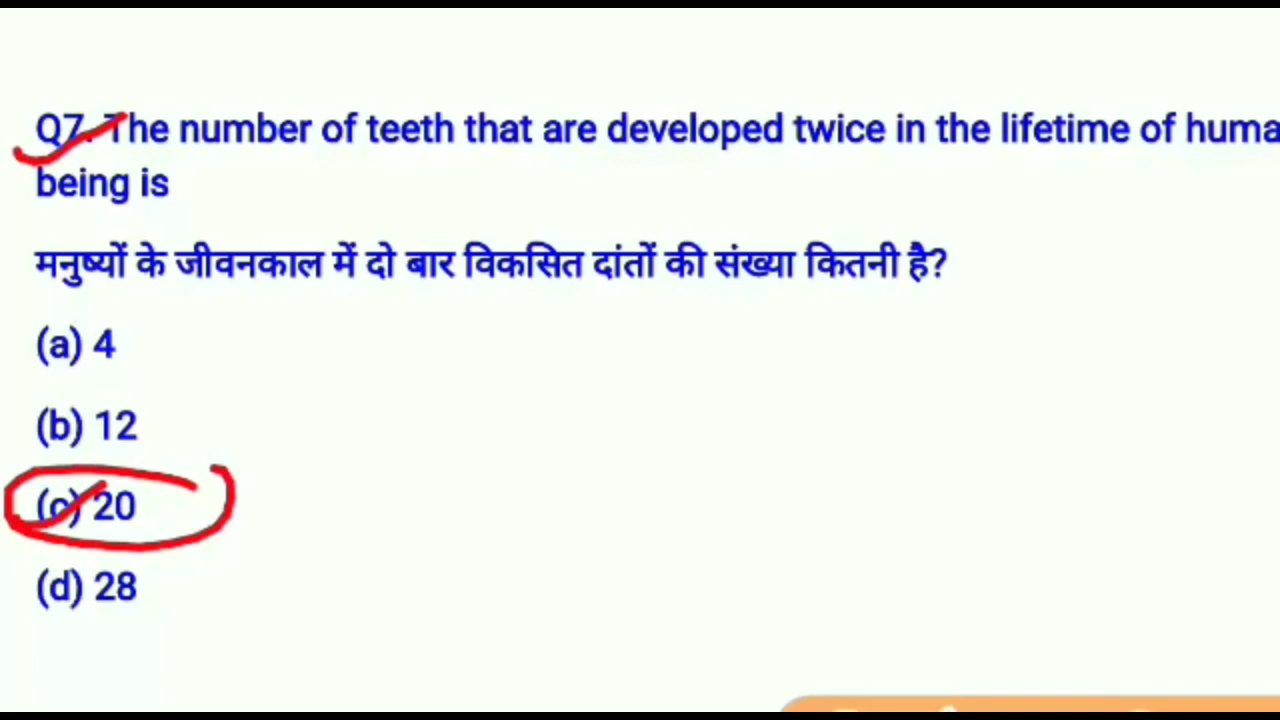 Q7. The number of teeth that are developed twice in the lifetime of huma
being is
मनुष्यों के जीवनकाल में दो बार विकसित दांतों की संख्या कितनी है?
(a) 4
(b) 12
(c) 20
(d) 28